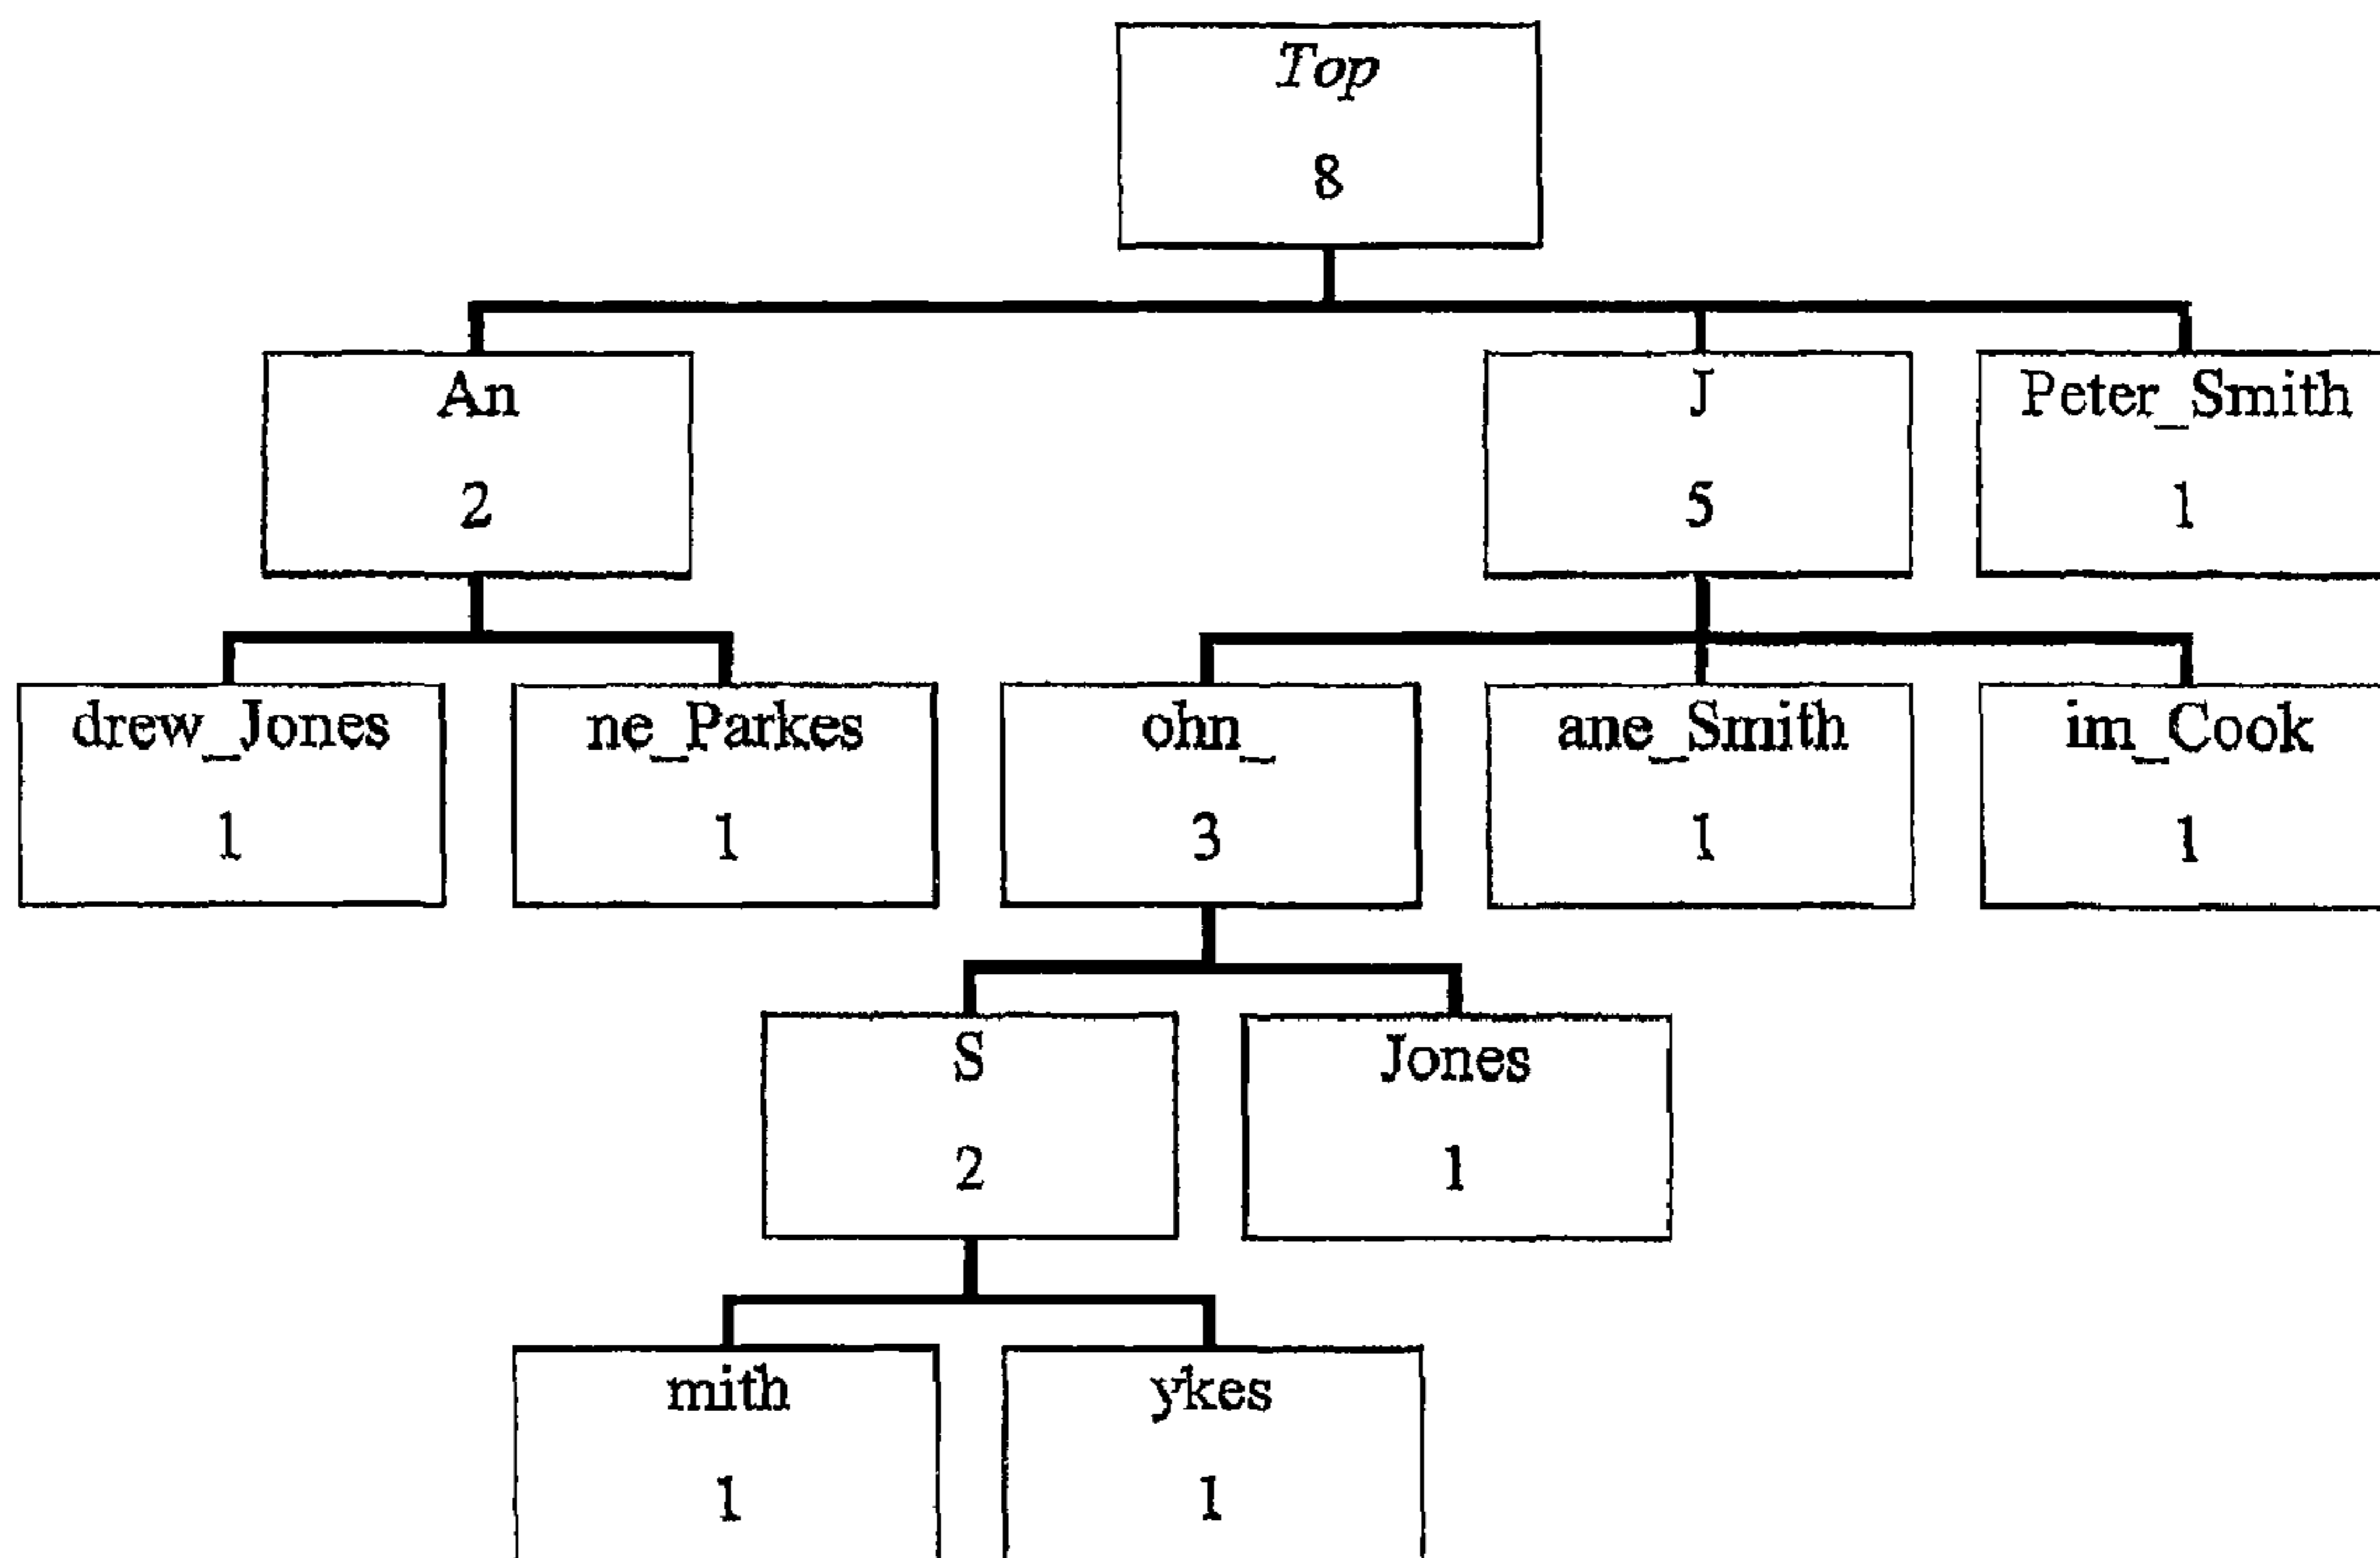 Top
8
An
J
Peter_Smith
2
5
1
drew_Jones
ne_Parkes
ohn_
ane_Smith
im_Cook
1
1
3
1
1
S
Jones
2
1
mith
ykes
1
1